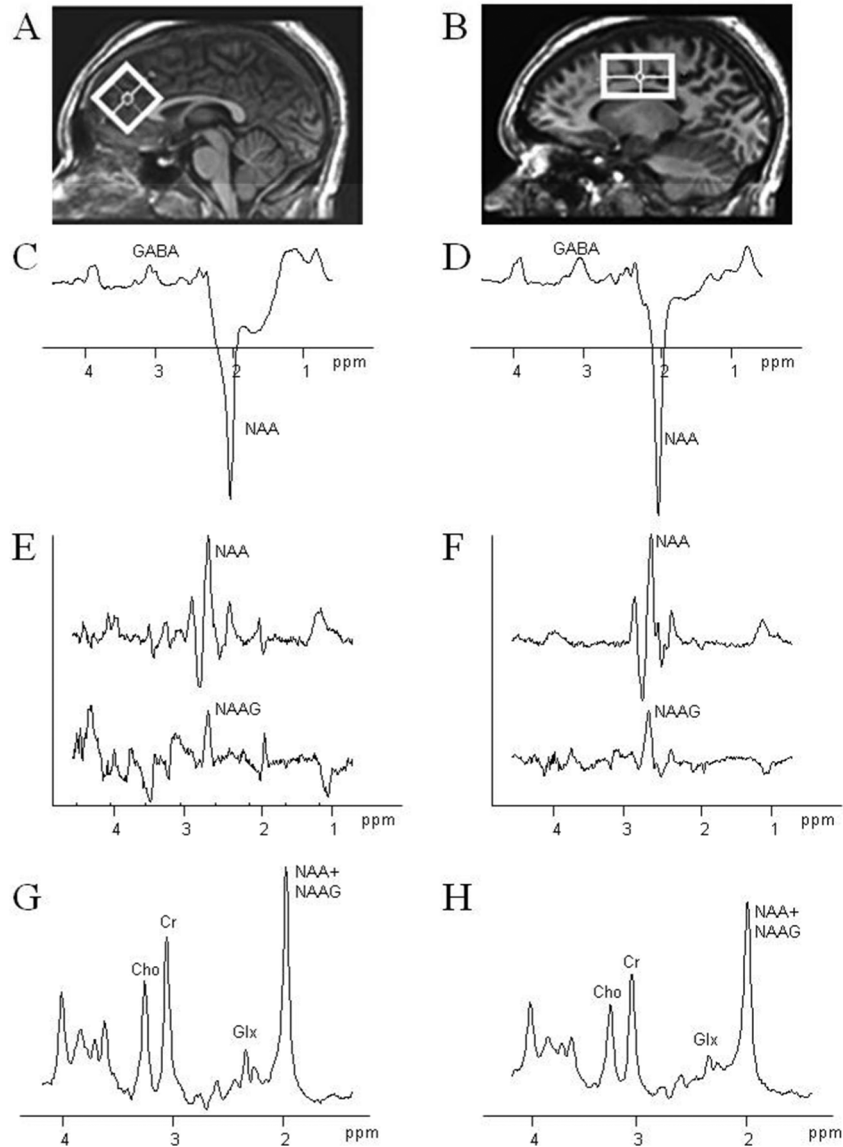 A
B
C
GABA
4 3 2 1 ppm
NAA
D
GABA
4 3 2 1 ppm
NAA
E
NAA
NAAG
4 3 2 1 ppm
F
NAA
NAAG
4 3 2 1 ppm
G
NAA+
NAAG
Cr
Cho
Glx
4 3 2 ppm
H
NAA+
NAAG
Cr
Cho
Glx
4 3 2 ppm